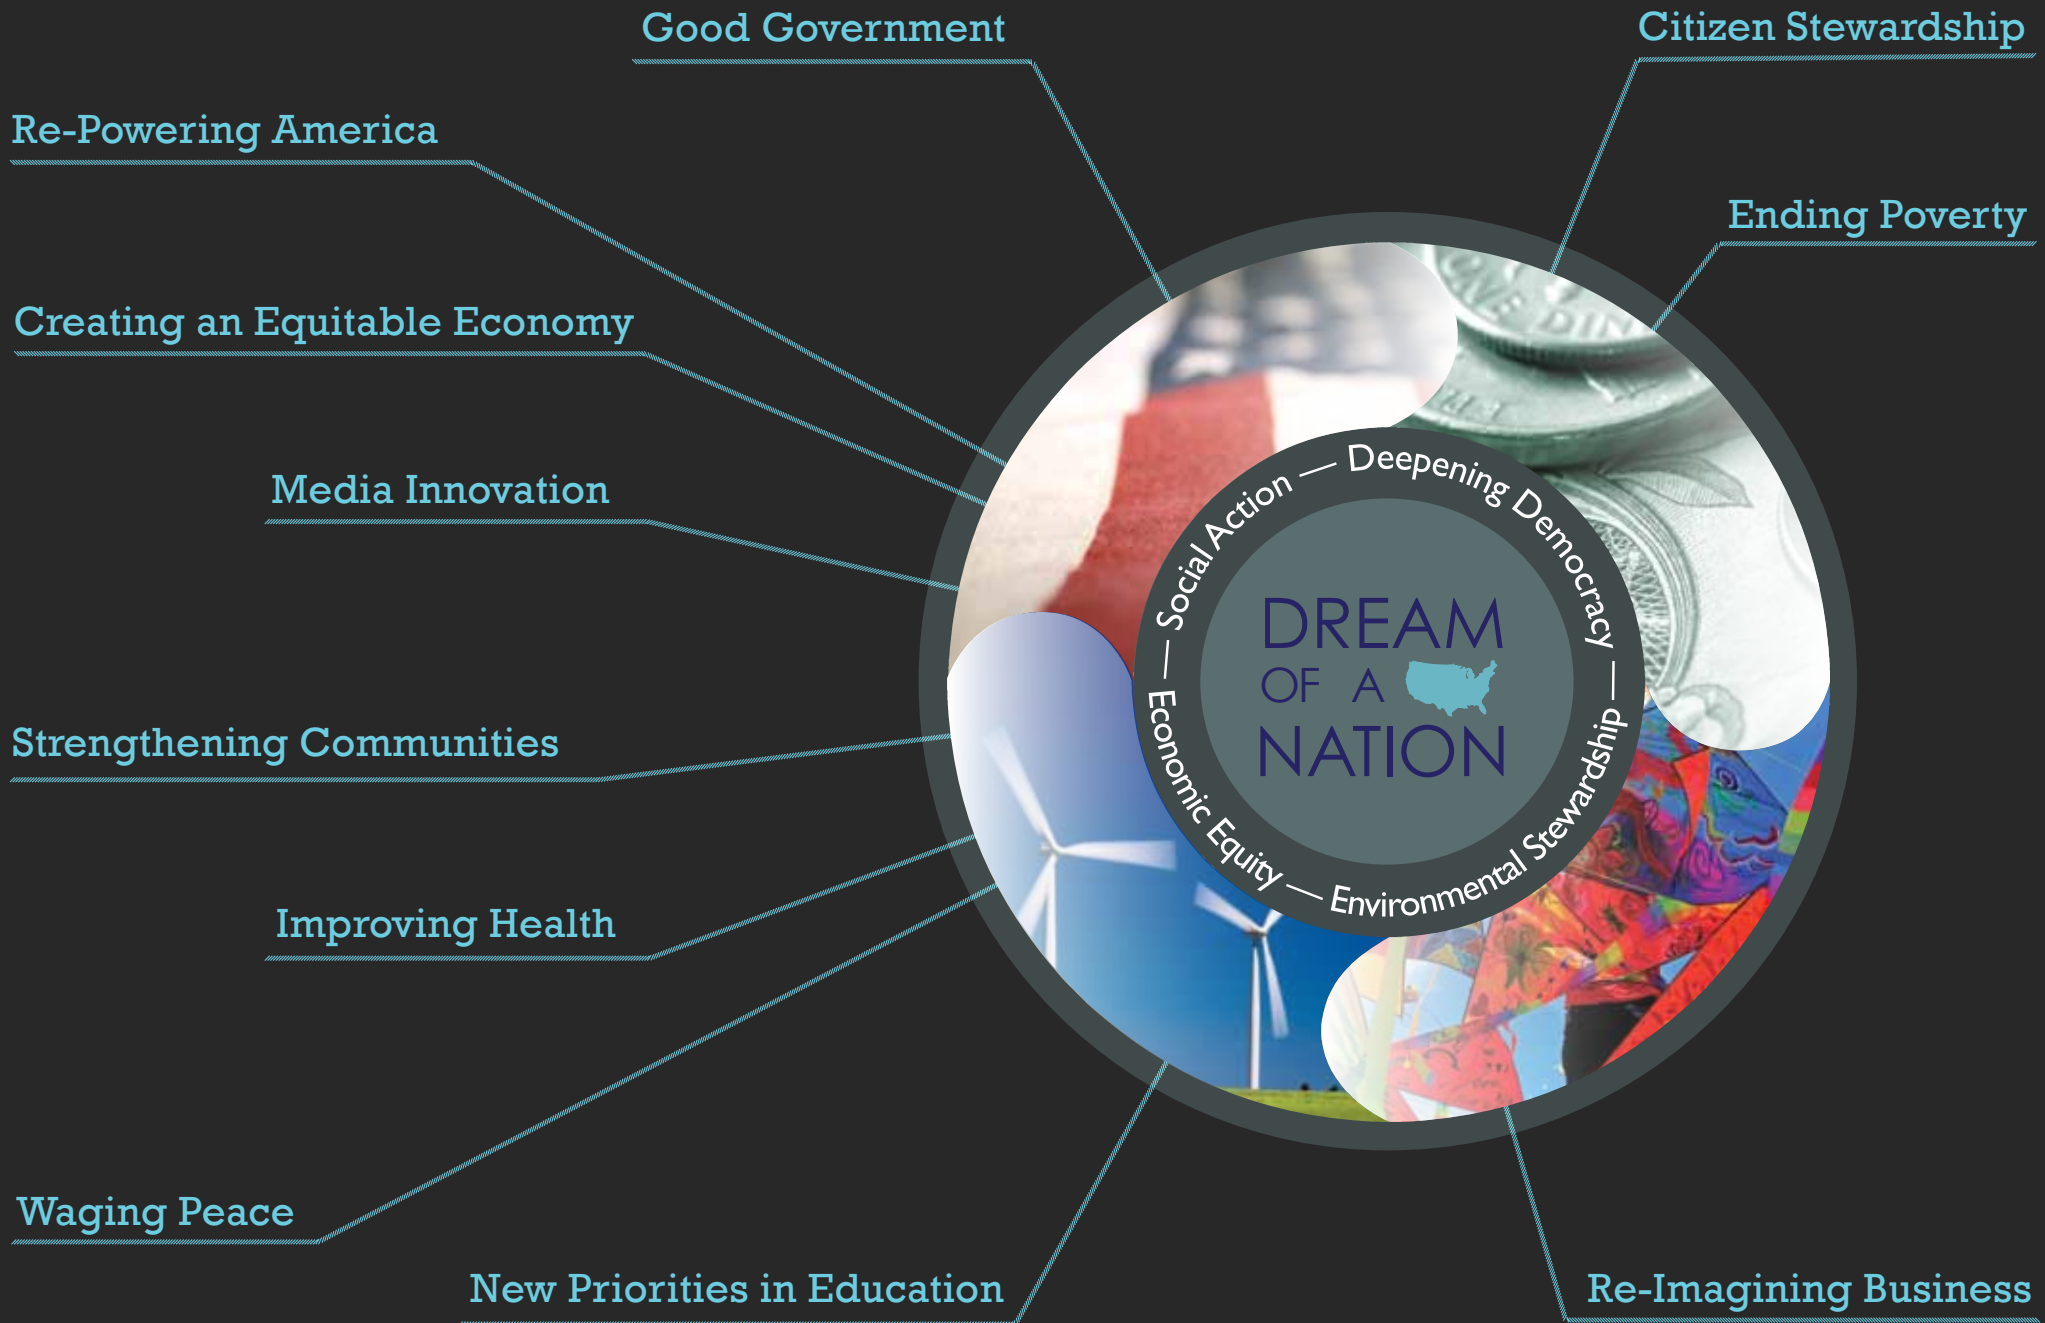 Good Government
Citizen Stewardship
Re-Powering America
Ending Poverty
Creating an Equitable Economy
Media Innovation
Strengthening Communities
Improving Health
Waging Peace
New Priorities in Education
Re-Imagining Business
— Social Action — Deepening Democracy — Environmental Stewardship — Economic Equity
DREAM
OF A
NATION
ONE DIN